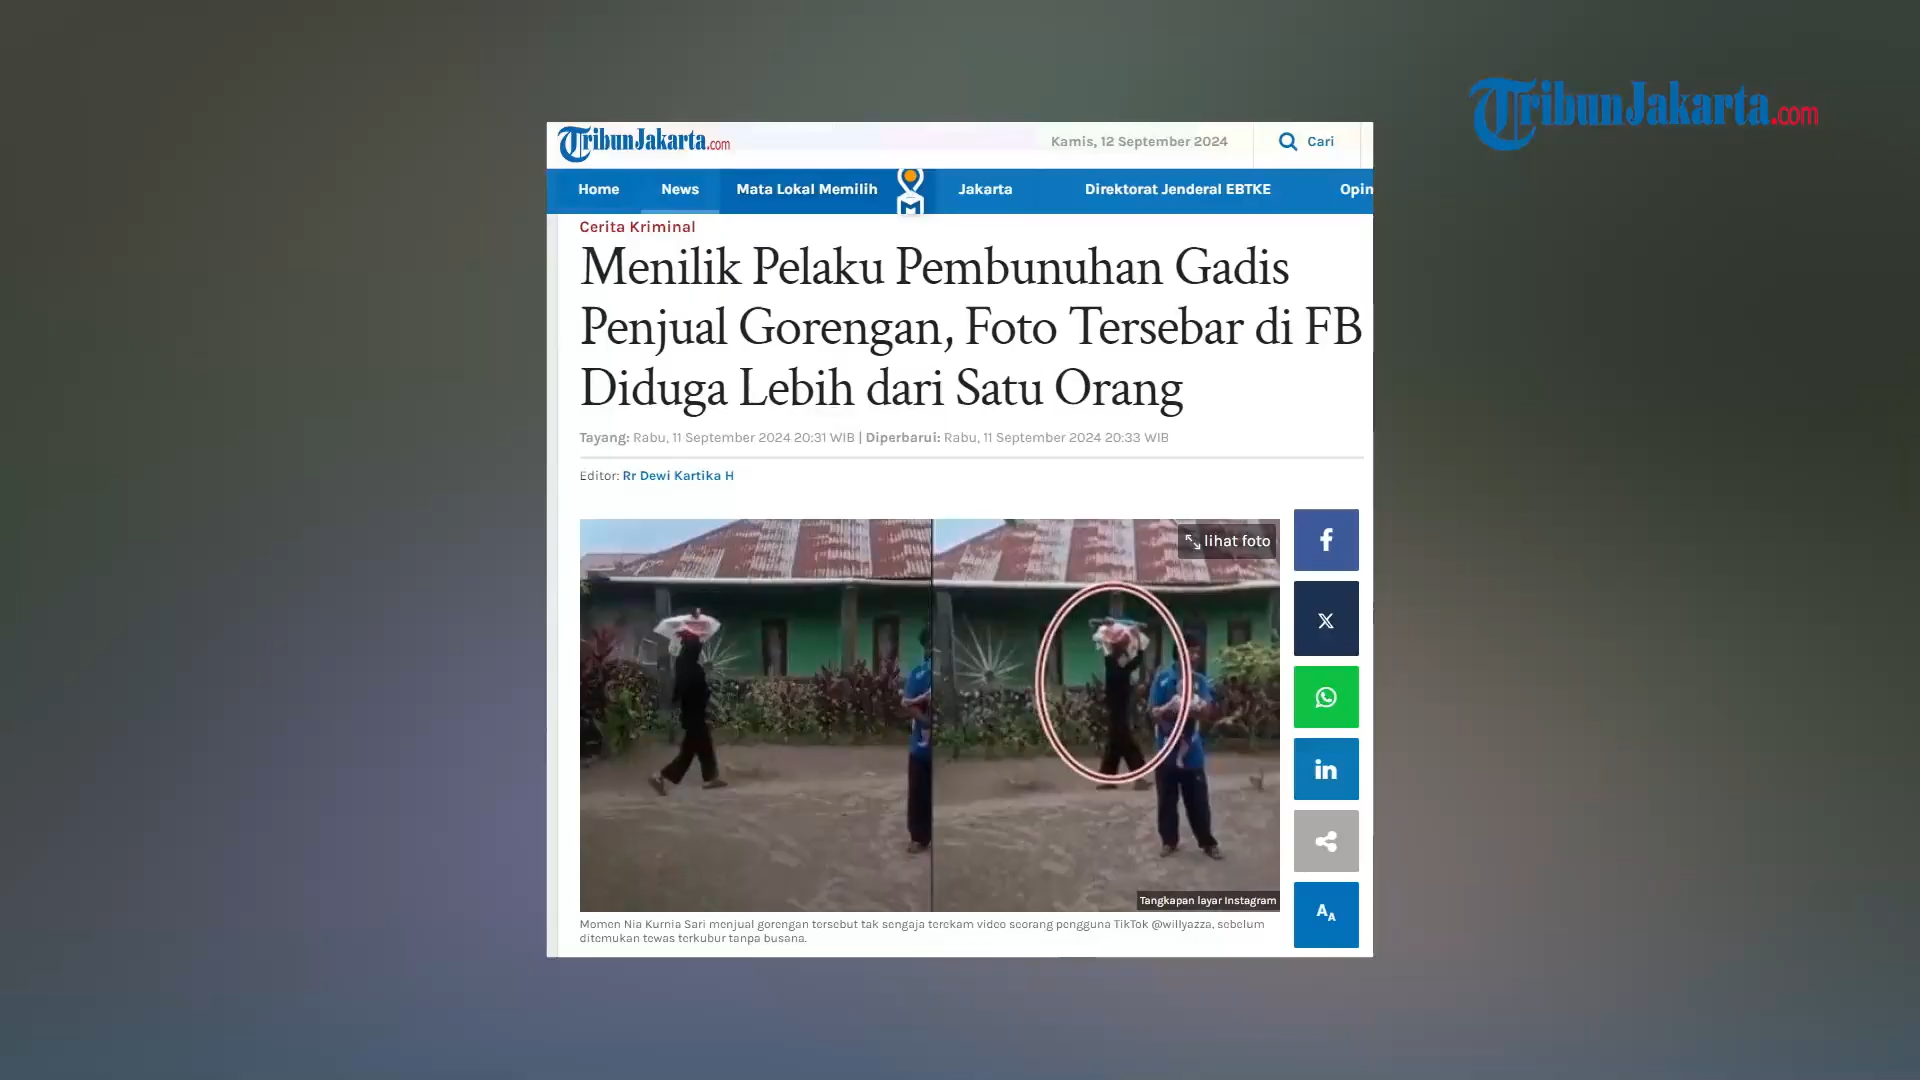 TribunJakarta.com
TribunJakarta.com
Kamis, 12 September 2024
Cari
Home
News
Mata Lokal Memilih
Jakarta
Direktorat Jenderal EBTKE
Opin
Cerita Kriminal
Menilik Pelaku Pembunuhan Gadis
Penjual Gorengan, Foto Tersebar di FB
Diduga Lebih dari Satu Orang
Tayang: Rabu, 11 September 2024 20:31 WIB | Diperbarui: Rabu, 11 September 2024 20:33 WIB
Editor: Rr Dewi Kartika H
lihat foto
Tangkapan layar Instagram
Momen Nia Kurnia Sari menjual gorengan tersebut tak sengaja terekam video seorang pengguna TikTok @willyazza, sebelum
ditemukan tewas terkubur tanpa busana.